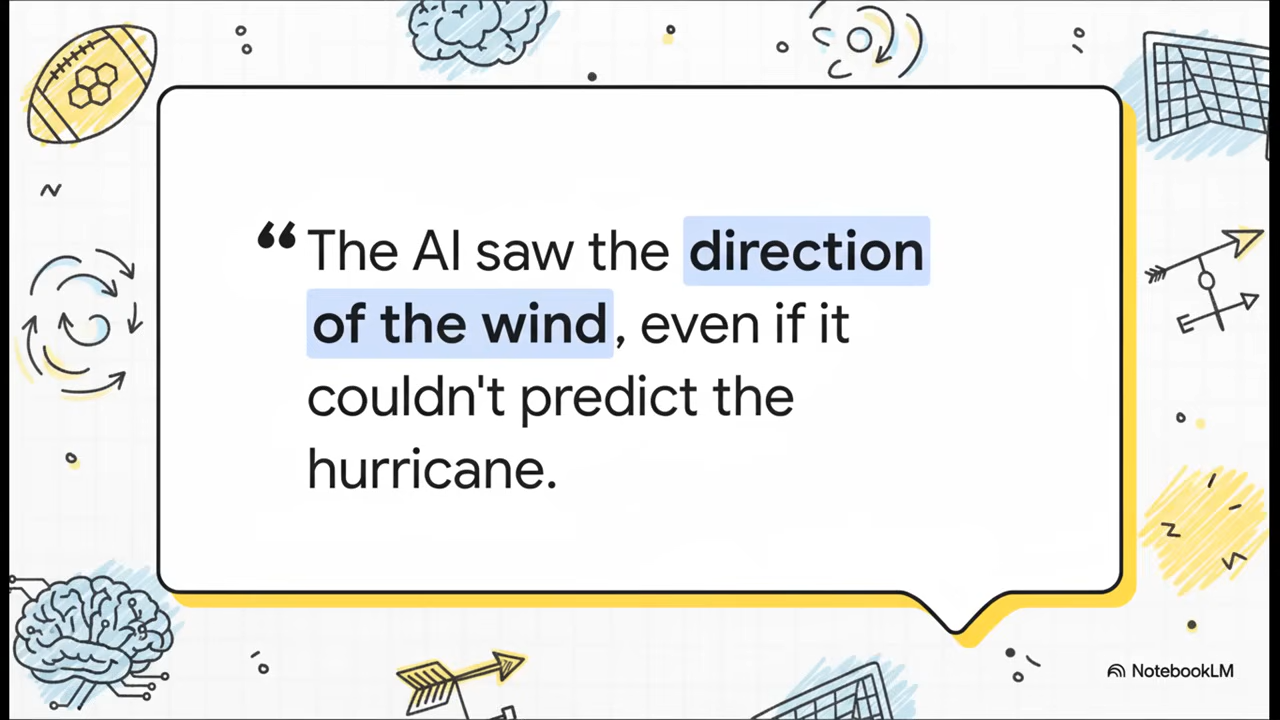 “The AI saw the direction
of the wind, even if it
couldn't predict the
hurricane.
NotebookLM